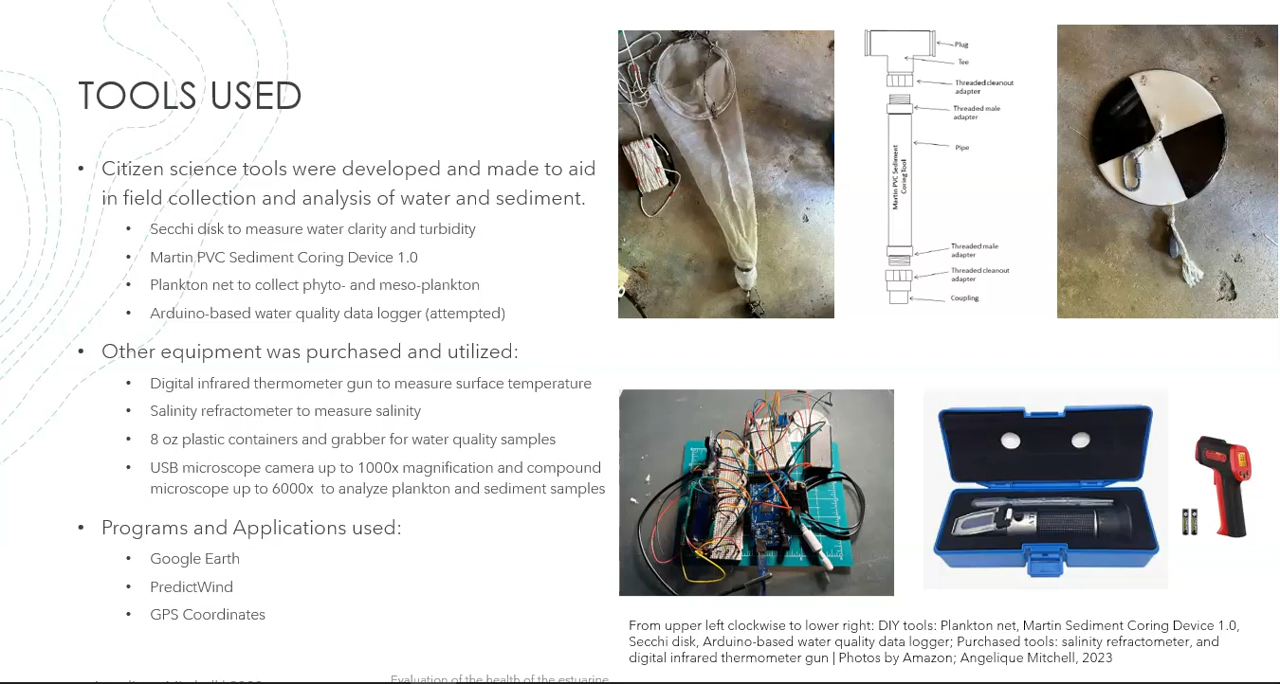 TOOLS USED
• Citizen science tools were developed and made to aid
in field collection and analysis of water and sediment.
• Secchi disk to measure water clarity and turbidity
• Martin PVC Sediment Coring Device 1.0
• Plankton net to collect phyto- and meso-plankton
• Arduino-based water quality data logger (attempted)
• Other equipment was purchased and utilized:
• Digital infrared thermometer gun to measure surface temperature
• Salinity refractometer to measure salinity
• 8 oz plastic containers and grabber for water quality samples
• USB microscope camera up to 1000x magnification and compound
microscope up to 6000x to analyze plankton and sediment samples
• Programs and Applications used:
• Google Earth
• PredictWind
• GPS Coordinates
Plug
Tee
Threaded cleanout
adapter
Threaded male
adapter
Pipe
Martin PVC Sediment
Coring Tool
Threaded male
adapter
Threaded cleanout
adapter
Coupling
From upper left clockwise to lower right: DIY tools: Plankton net, Martin Sediment Coring Device 1.0,
Secchi disk, Arduino-based water quality data logger; Purchased tools: salinity refractometer, and
digital infrared thermometer gun | Photos by Amazon; Angelique Mitchell, 2023
Evaluation of the health of the estuarine